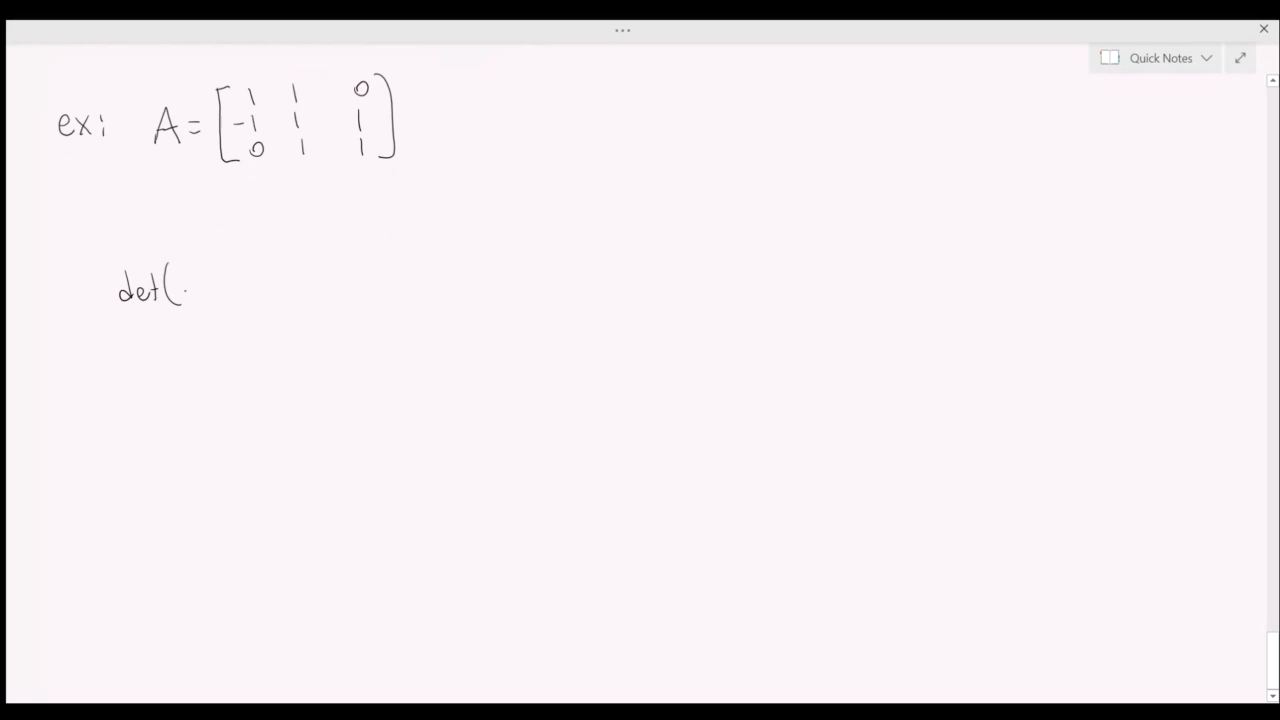 ...
Quick Notes
ex: A = [ 1 1 0
-1 1 1
0 1 1 ]
det(